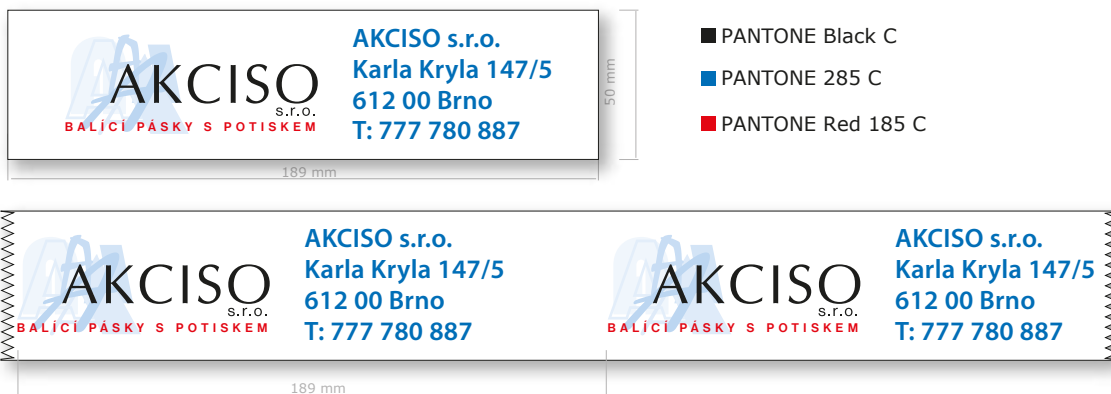 AKCISO
s.r.o.
BALÍCÍ PÁSKY S POTISKEM
AKCISO s.r.o.
Karla Kryla 147/5
612 00 Brno
T: 777 780 887
50 mm
189 mm
PANTONE Black C
PANTONE 285 C
PANTONE Red 185 C
AKCISO
s.r.o.
BALÍCÍ PÁSKY S POTISKEM
AKCISO s.r.o.
Karla Kryla 147/5
612 00 Brno
T: 777 780 887
AKCISO
s.r.o.
BALÍCÍ PÁSKY S POTISKEM
AKCISO s.r.o.
Karla Kryla 147/5
612 00 Brno
T: 777 780 887
189 mm